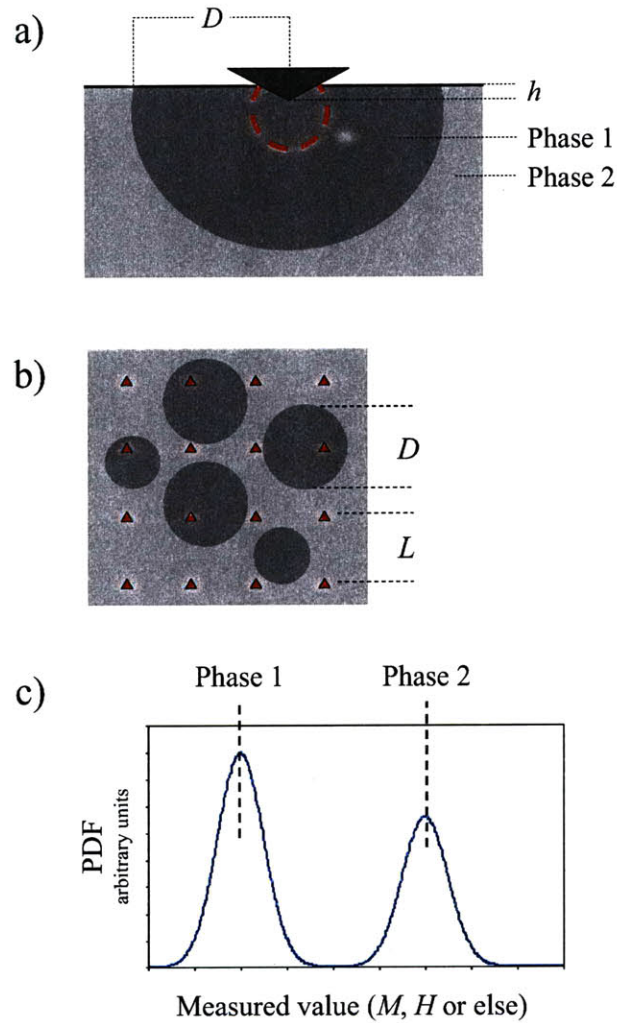 a)
D
h
Phase 1
Phase 2
b)
D
L
c)
Phase 1
Phase 2
PDF
arbitrary units
Measured value (M, H or else)